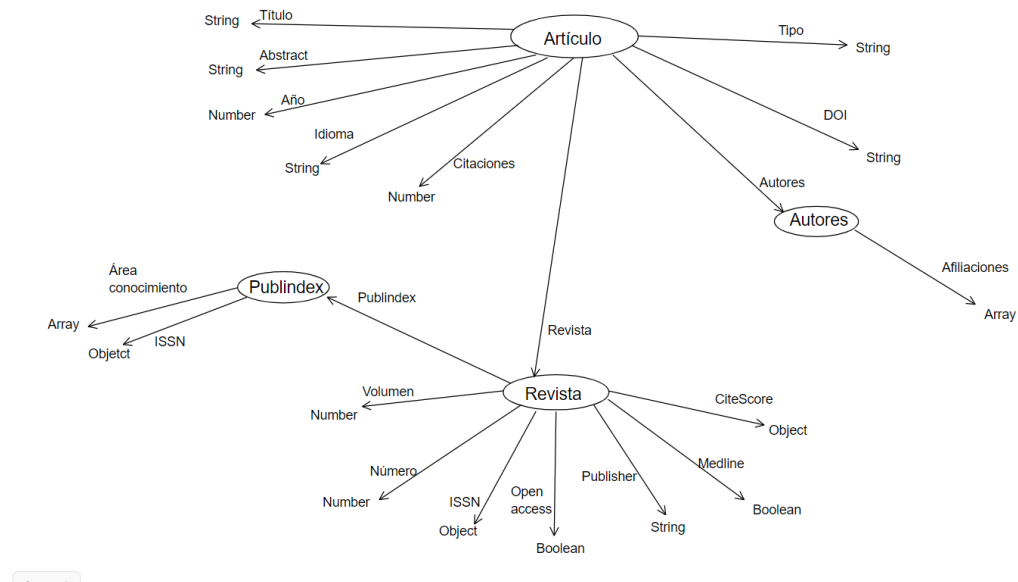 Título
String
Artículo
Tipo
String
Abstract
String
Año
Number
DOI
Idioma
String
String
Citaciones
Number
Autores
Autores
Afiliaciones
Array
Área
conocimiento
Publindex
Publindex
Array
ISSN
Objetct
Revista
Volumen
Number
Revista
CiteScore
Object
Número
Number
ISSN
Object
Open
access
Boolean
Publisher
String
Medline
Boolean